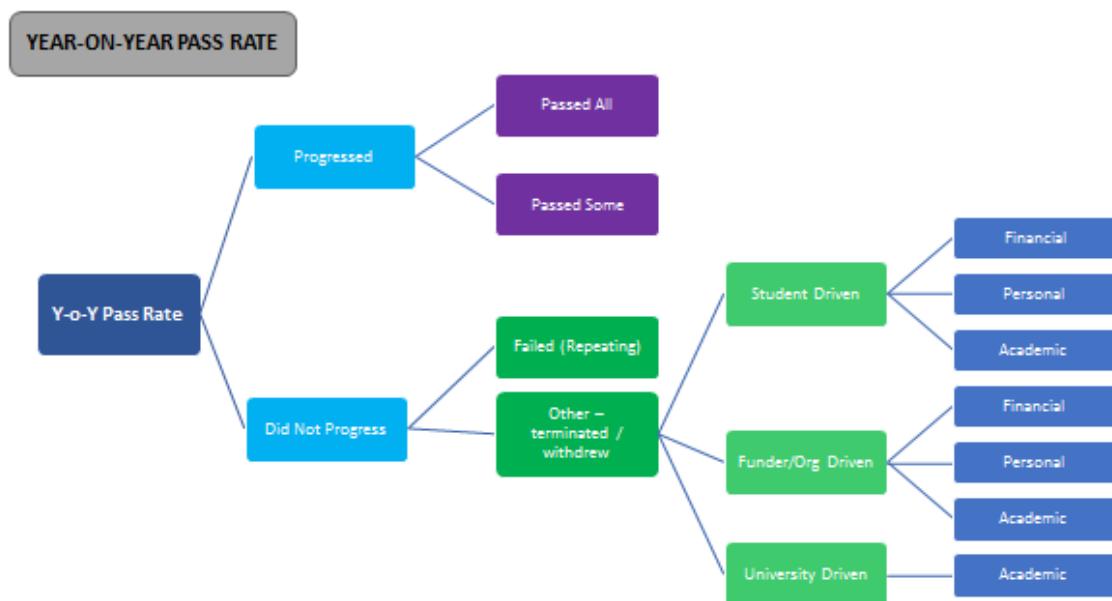 YEAR-ON-YEAR PASS RATE
Passed All
Progressed
Passed Some
Financial
Student Driven
Personal
Y-o-Y Pass Rate
Failed (Repeating)
Academic
Did Not Progress
Other –
terminated /
withdrew
Financial
Funder/Org Driven
Personal
Academic
University Driven
Academic